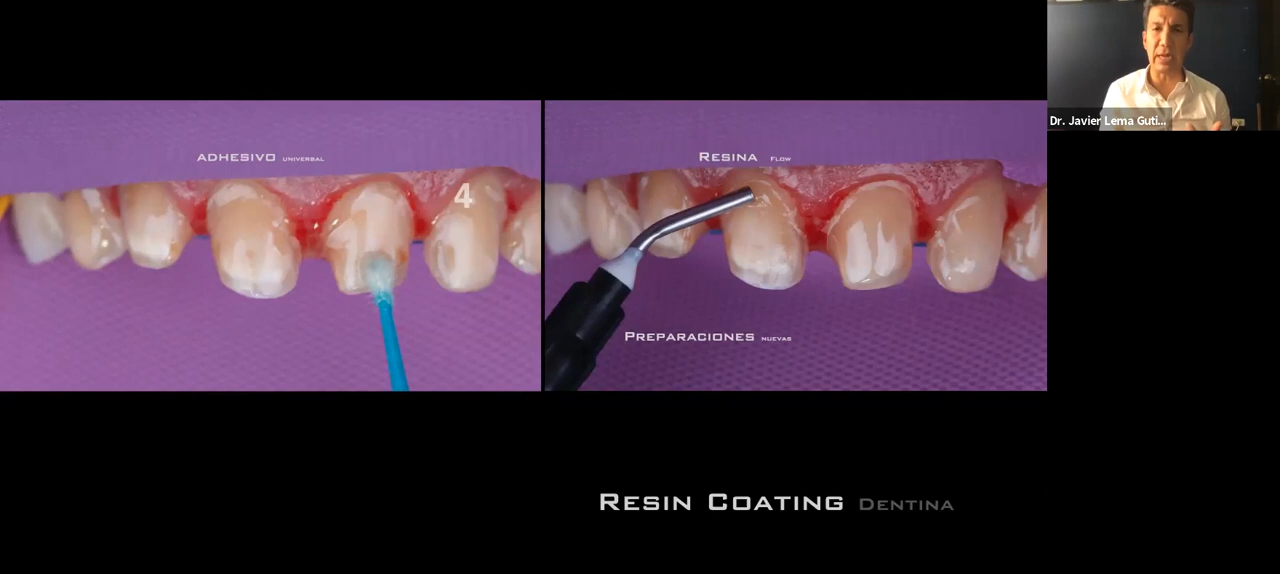 Dr. Javier Lema Guti...
ADHESIVO UNIVERSAL
4
RESINA FLOW
PREPARACIONES NUEVAS
RESIN COATING DENTINA